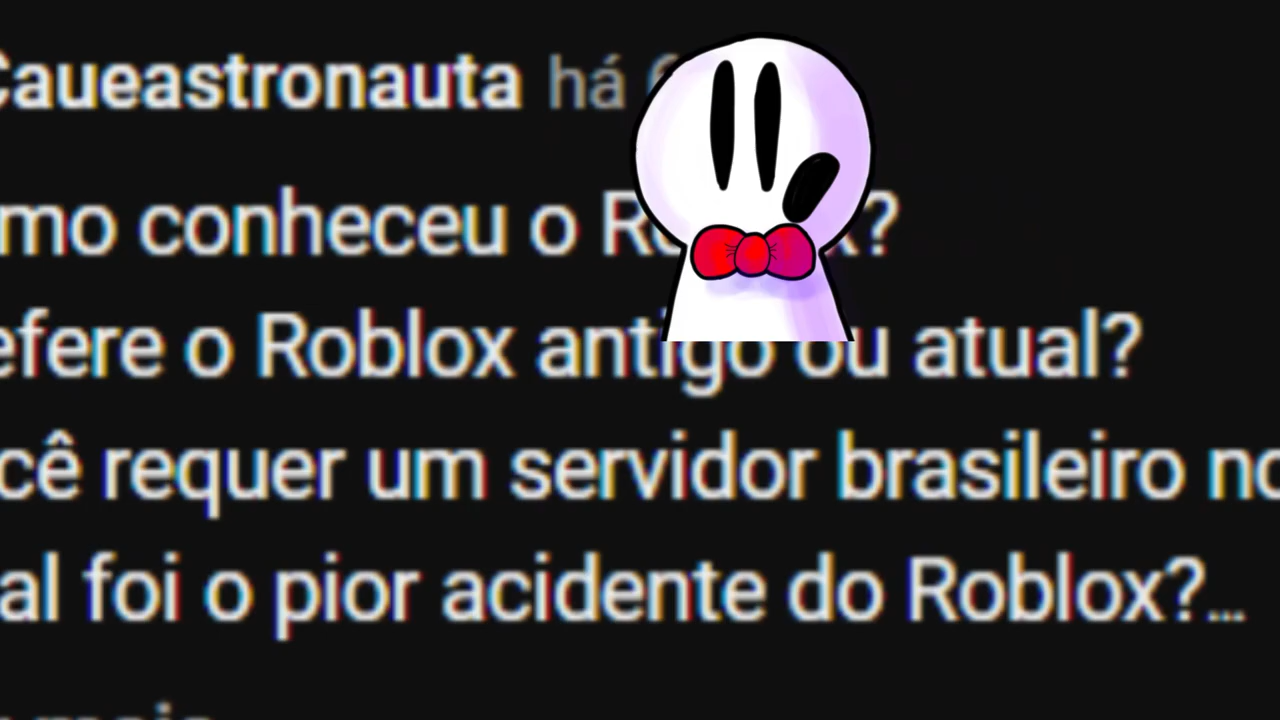 Caueastronauta há
mo conheceu o R x?
efere o Roblox antigo ou atual?
cê requer um servidor brasileiro no
al foi o pior acidente do Roblox?...